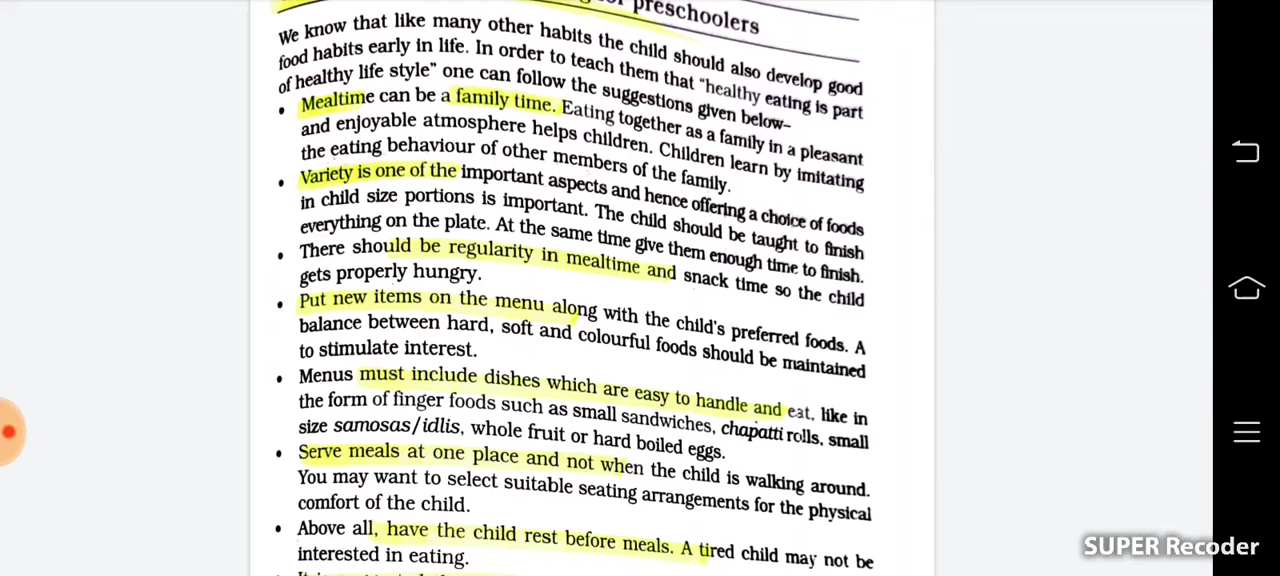 preschoolers
We know that like many other habits the child should also develop good
food habits early in life. In order to teach them that "healthy eating is part
of healthy life style" one can follow the suggestions given below–
• Mealtime can be a family time. Eating together as a family in a pleasant
and enjoyable atmosphere helps children. Children learn by imitating
the eating behaviour of other members of the family.
• Variety is one of the important aspects and hence offering a choice of foods
in child size portions is important. The child should be taught to finish
everything on the plate. At the same time give them enough time to finish.
• There should be regularity in mealtime and snack time so the child
gets properly hungry.
• Put new items on the menu along with the child's preferred foods. A
balance between hard, soft and colourful foods should be maintained
to stimulate interest.
• Menus must include dishes which are easy to handle and eat, like in
the form of finger foods such as small sandwiches, chapatti rolls, small
size samosas/idlis, whole fruit or hard boiled eggs.
• Serve meals at one place and not when the child is walking around.
You may want to select suitable seating arrangements for the physical
comfort of the child.
• Above all, have the child rest before meals. A tired child may not be
interested in eating.
SUPER Recoder